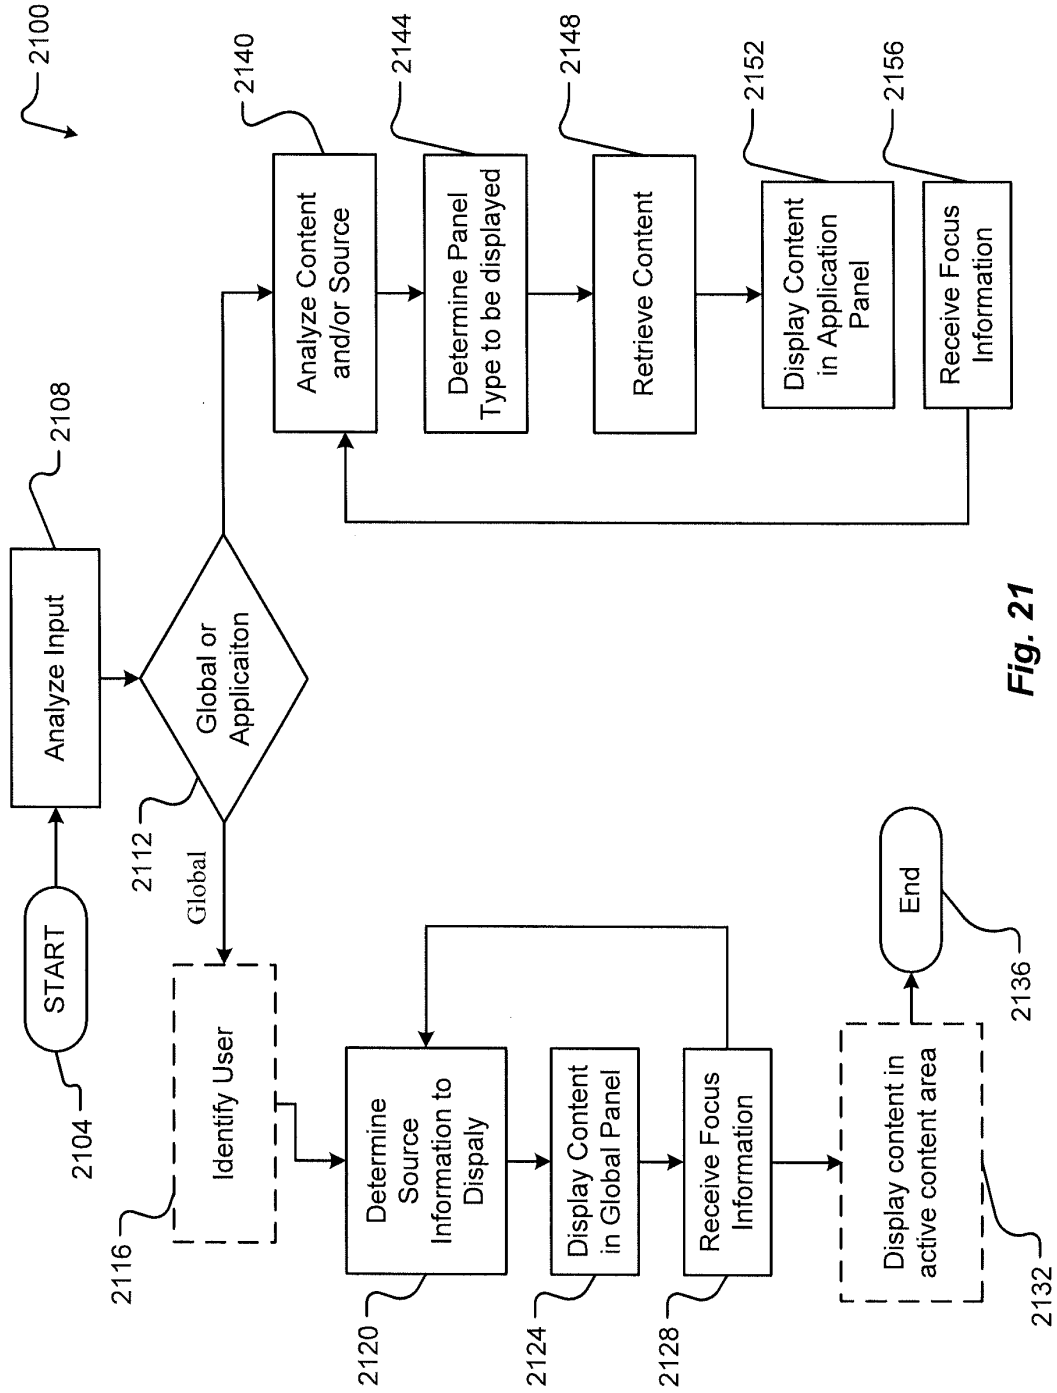 2100
START
2104
Analyze Input
2108
Global or
Applicaiton
2112
Global
Identify User
2116
Determine
Source
Information to
Dispaly
2120
Display Content
in Global Panel
2124
Receive Focus
Information
2128
Display content in
active content area
2132
End
2136
Analyze Content
and/or Source
2140
Determine Panel
Type to be displayed
2144
Retrieve Content
2148
Display Content
in Application
Panel
2152
Receive Focus
Information
2156
Fig. 21